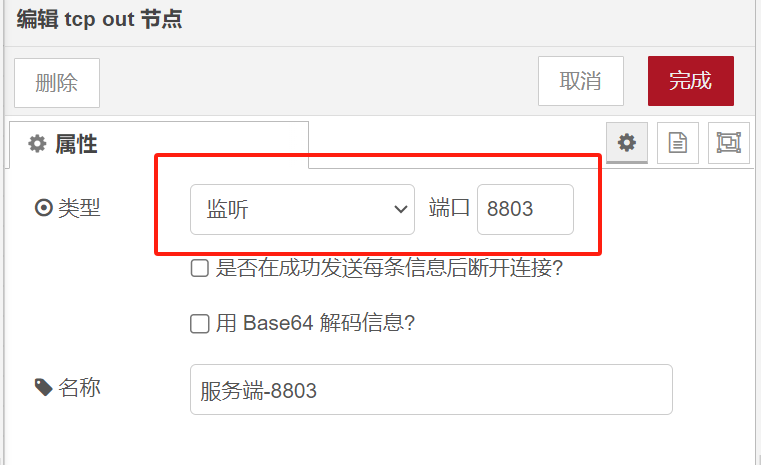 编辑 tcp out 节点
删除 取消 完成
属性
类型 监听 端口 8803
是否在成功发送每条信息后断开连接?
用 Base64 解码信息?
名称 服务端-8803